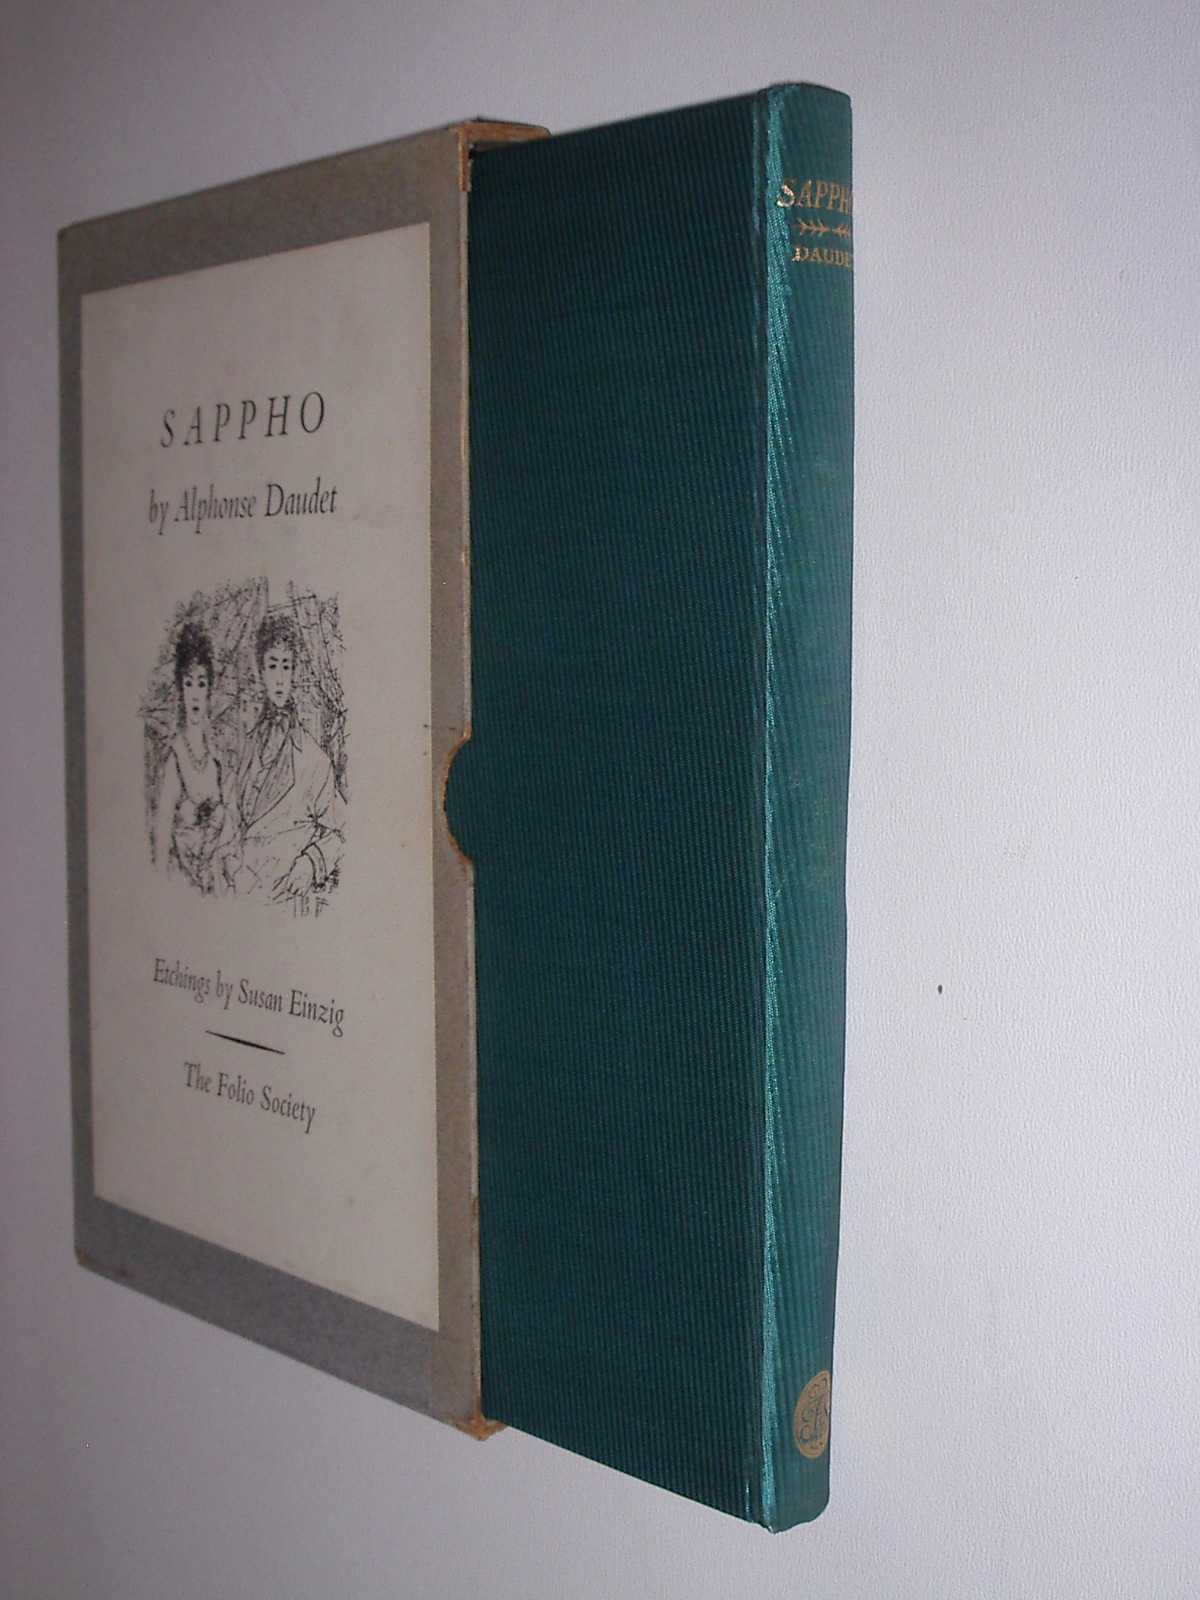 SAPPHO
by Alphonse Daudet
Etchings by Susan Einzig
The Folio Society
SAPPHO
DAUDET